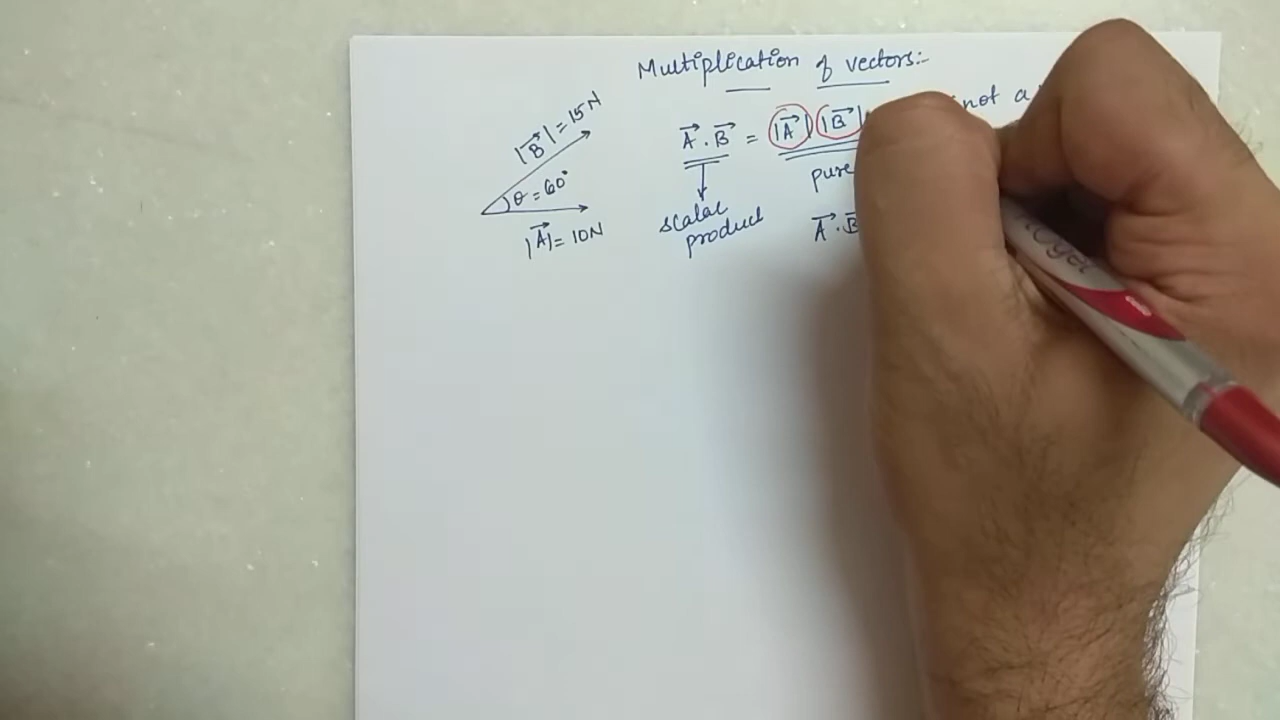 Multiplication of vectors:-
|B⃗| = 15N
θ = 60°
|A⃗| = 10N
A⃗ . B⃗ = |A⃗| |B⃗|
not a
pure
scalar
product
A⃗ . B⃗